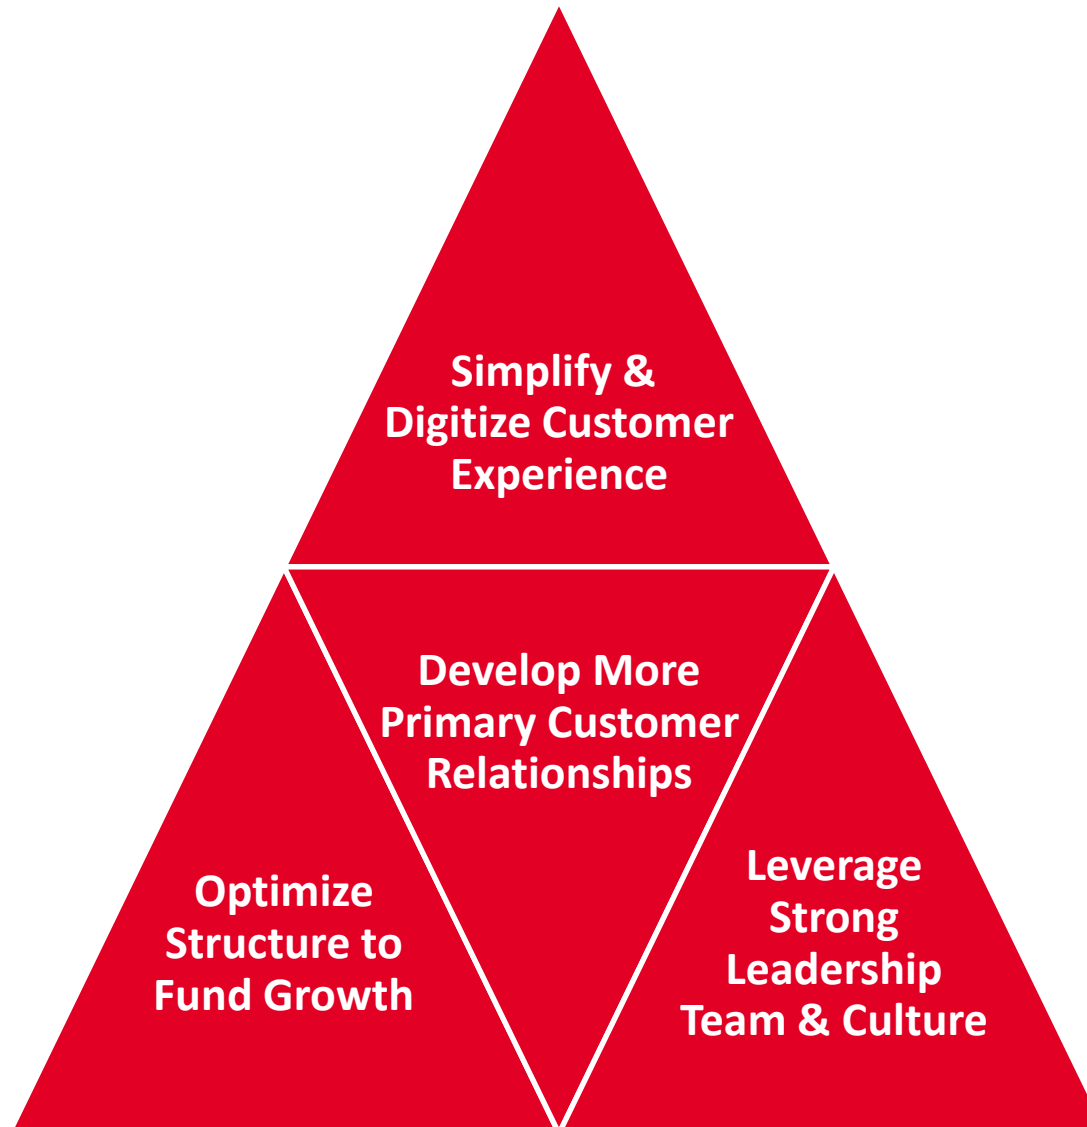 Simplify &
Digitize Customer
Experience
Develop More
Primary Customer
Relationships
Optimize
Structure to
Fund Growth
Leverage
Strong
Leadership
Team & Culture